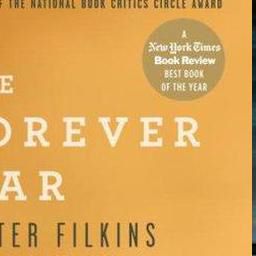 F THE NATIONAL BOOK CRITICS CIRCLE AWARD
A
New York Times
Book Review
BEST BOOK
OF THE YEAR
E
OREVER
AR
TER FILKINS